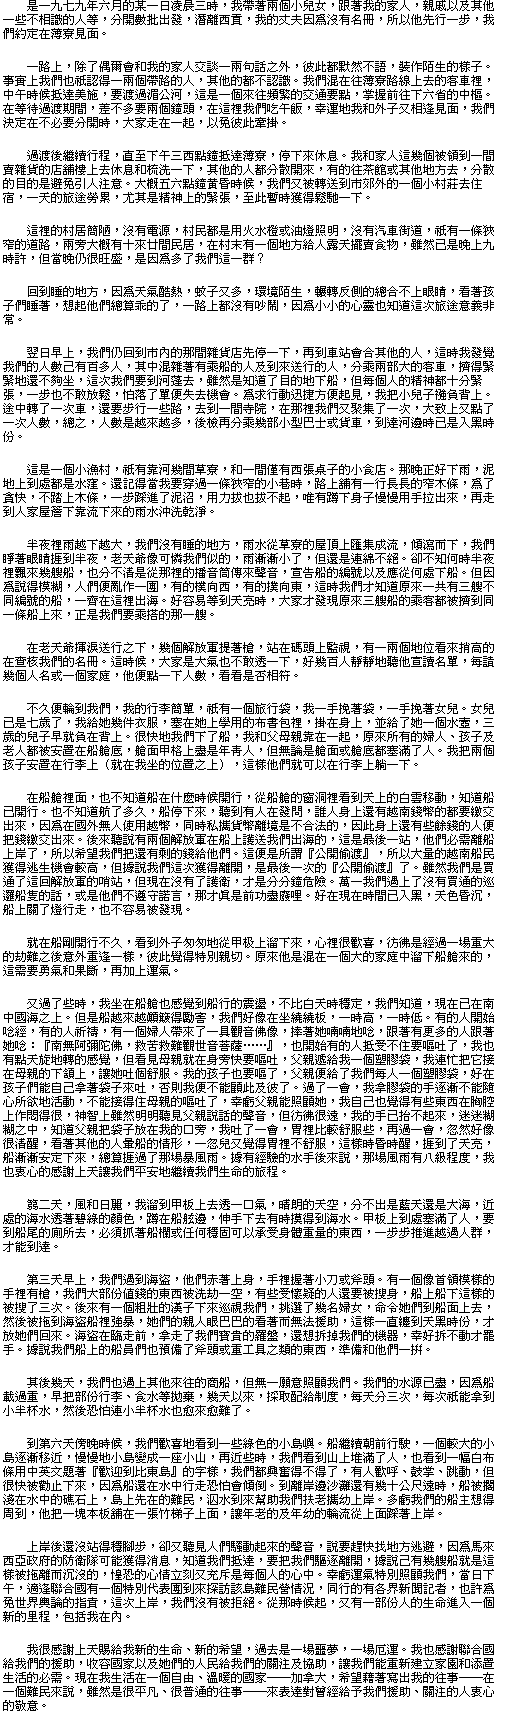 是一九七九年六月的某一日凌晨三時，我帶著兩個小兒女，跟著我的家人，親戚以及其他
一些不相識的人等，分開數批出發，潛離西貢，我的丈夫因爲沒有名冊，所以他先行一步，我
們約定在薄寮見面。
一路上，除了偶爾會和我的家人交談一兩句話之外，彼此都默然不語，裝作陌生的樣子。
事實上我們也祇認得一兩個帶路的人，其他的都不認識。我們混在往薄寮路線上去的客車裡，
中午時候抵達美施，要渡過湄公河，這是一個來往頻繁的交通要點，掌握前往下六省的中樞。
在等待過渡期間，差不多要兩個鐘頭，在這裡我們吃午飯，幸運地我和外子又相逢見面，我們
決定在不必要分開時，大家走在一起，以免彼此牽掛。
過渡後繼續行程，直至下午三西點鐘抵達薄寮，停下來休息。我和家人這幾個被領到一間
賣雜貨的店舖樓上去休息和梳洗一下，其他的人都分散開來，有的往茶館或其他地方去，分散
的目的是避免引人注意。大概五六點鐘黃昏時候，我們又被轉送到市郊外的一個小村莊去住
宿，一天的旅途勞累，尤其是精神上的緊張，至此暫時獲得鬆馳一下。
這裡的村居簡陋，沒有電源，村民都是用火水燈或油燈照明，沒有汽車街道，祇有一條狹
窄的道路，兩旁大概有十來廿間民居，在村末有一個地方給人露天擺賣食物，雖然已是晚上九
時許，但當晚仍很旺盛，是因爲多了我們這一群？
回到睡的地方，因爲天氣酷熱，蚊子又多，環境陌生，輾轉反側的總合不上眼睛，看著孩
子們睡著，想起他們總算乖的了，一路上都沒有吵鬧，因爲小小的心靈也知道這次旅途意義非
常。
翌日早上，我們仍回到市內的那間雜貨店先停一下，再到車站會合其他的人，這時我發覺
我們的人數己有百多人，其中混雜著有乘船的人及到來送行的人，分乘兩部大的客車，擠得緊
緊地還不夠坐，這次我們要到河蓬去，雖然是知道了目的地下船，但每個人的精神都十分緊
張，一步也不敢放鬆，怕落了單便失去機會。爲求行動迅捷方便起見，我把小兒子攤負背上。
途中轉了一次車，還要步行一些路，去到一間寺院，在那裡我們又聚集了一次，大致上又點了
一次人數，總之，人數是越來越多，後檢再分乘幾部小型巴士或貨車，到達河邊時已是入黑時
份。
這是一個小漁村，祇有靠河幾間草寮，和一間僅有西張桌子的小食店。那晚正好下雨，泥
地上到處都是水窪。還記得當我要穿過一條狹窄的小巷時，路上舖有一行長長的窄木條，爲了
貪快，不踏上木條，一步踩進了泥沼，用力拔也拔不起，唯有蹲下身子慢慢用手拉出來，再走
到人家屋簷下靠流下來的雨水沖洗乾淨。
半夜裡雨越下越大，我們沒有睡的地方，雨水從草寮的屋頂上匯集成流，傾瀉而下，我們
睜著眼睛捱到半夜，老天爺像可憐我們似的，雨漸漸小了，但還是連綿不絕。卻不知何時半夜
裡飄來幾艘船，也分不淸是從那裡的播音筒傳來聲音，宣告船的編號以及應從何處下船。但因
爲説得模糊，人們便亂作一團，有的撲向西，有的撲向東，這時我們才知道原來一共有三艘不
同編號的船，一齊在這裡出海。好容易等到天亮時，大家才發現原來三艘船的乘客都被擠到同
一條船上來，正是我們要乘搭的那一艘。
在老天爺揮淚送行之下，幾個解放軍提著槍，站在碼頭上監視，有一兩個地位看來稍高的
在查核我們的名冊。這時候，大家是大氣也不敢透一下，好幾百人靜靜地聽他宣讀名單，每讀
幾個人名或一個家庭，他便點一下人數，看看是否相符。
不久便輪到我們，我的行李簡單，祇有一個旅行袋，我一手挽著袋，一手挽著女兒。女兒
已是七歲了，我給她幾件衣服，塞在她上學用的布書包裡，掛在身上，並給了她一個水壺，三
歲的兒子早就負在背上。很快地我們下了船，我和父母親靠在一起，原來所有的婦人、孩子及
老人都被安置在船艙底，艙面甲格上盡是年青人，但無論是艙面或艙底都塞滿了人。我把兩個
孩子安置在行李上（就在我坐的位置之上），這樣他們就可以在行李上躺一下。
在船艙裡面，也不知道船在什麼時候開行，從船艙的窗洞裡看到天上的白雲移動，知道船
己開行。也不知道航了多久，船停下來，聽到有人在發問，誰人身上還有越南錢幣的都要繳交
出來，因爲在國外無人使用越幣，同時私攜貨幣離境是不合法的，因此身上還有些餘錢的人便
把錢繳交出來。後來聽說有兩個解放軍在船上護送我們出海的，這是最後一站，他們必需離船
上岸了，所以希望我們把還有剩的錢給他們。這便是所謂『公開偷渡』，所以大量的越南船民
獲得逃生機會較高，但據說我們這次獲得離開，是最後一次的『公開偷渡』了。雖然我們是買
通了這回解放軍的哨站，但現在沒有了護衛，才是分分鐘危險。萬一我們遇上了沒有買通的巡
邏船隻的話，或是他們不遵守諾言，那才眞是前功盡廢哩。好在現在時間己入黑，天色昏沉，
船上關了燈行走，也不容易被發現。
就在船剛開行不久，看到外子匆匆地從甲极上溜下來，心裡很歡喜，彷彿是經過一場重大
的劫難之後意外重逢一樣，彼此覺得特別親切。原來他是混在一個大的家庭中溜下船艙來的，
這需要勇氣和果斷，再加上運氣。
又過了些時，我坐在船艙也感覺到船行的震盪，不比白天時穩定，我們知道，現在已在南
中國海之上。但是船越來越顚簸得勵害，我們好像在坐繞繞板，一時高，一時低。有的人開始
唸經，有的人祈禱，有一個婦人帶來了一具觀音佛像，捧著她喃喃地唸，跟著有更多的人跟著
她唸：『南無阿彌陀佛，救苦救難觀世音菩薩⋯⋯』，也開始有的人抵受不住要嘔吐了，我也
有點天旋地轉的感覺，但看見母親就在身旁快要嘔吐，父親遞給我一個塑膠袋，我連忙把它接
在母親的下頷上，讓她吐個舒服。我的孩子也要嘔了，父親便給了我們每人一個塑膠袋，好在
孩子們能自己拿著袋子來吐，否則我便不能顧此及彼了。過了一會，我拿膠袋的手逐漸不能隨
心所欲地活動，不能接得住母親的嘔吐了，幸虧父親能照顧她，我自己也覺得有些東西在胸腔
上作悶得很，神智上雖然明明聽見父親説話的聲音，但彷彿很遠，我的手已抬不起來，迷迷糊
糊之中，知道父親把袋子放在我的口旁，我吐了一會，胃裡比較舒服些，再過一會，忽然好像
很淸醒，看著其他的人暈船的情形，一忽兒又覺得胃裡不舒服，這樣時昏時醒，捱到了天亮，
船漸漸安定下來，總算捱過了那場暴風雨。據有經驗的水手後來說，那場風雨有八級程度，我
也衷心的感謝上天讓我們平安地繼續我們生命的旅程。
第二天，風和日麗，我溜到甲板上去透一口氣，晴朗的天空，分不出是藍天還是大海，近
處的海水透著碧綠的顏色，蹲在船舷邊，伸手下去有時摸得到海水。甲板上到處塞滿了人，要
到船尾的廁所去，必須抓著船欄或任何穩固可以承受身體重量的東西，一步步推進越過人群，
才能到達。
第三天早上，我們遇到海盜，他們赤著上身，手裡握著小刀或斧頭。有一個像首領模樣的
手裡有槍，我們大部份値錢的東西被洗劫一空，有些受懷疑的人還要被搜身，船上船下這樣的
被搜了三次。後來有一個粗壯的漢子下來巡視我們，挑選了幾名婦女，命令她們到船面上去，
然後被拖到海盜船裡強暴，她們的親人眼巴巴的看著而無法援助，這樣一直纏到天黑時份，才
放她們回來。海盜在臨走前，拿走了我們寶貴的羅盤，還想拆掉我們的機器，幸好拆不動才罷
手。據說我們船上的船員們也預備了斧頭或重工具之類的東西，準備和他們一拚。
其後幾天，我們也遇上其他來往的商船，但無一願意照顧我們。我們的水源已盡，因爲船
載過重，早把部份行李、食水等拋棄，幾天以來，採取配給制度，每天分三次，每次祇能拿到
小半杯水，然後恐怕連小半杯水也愈來愈難了。
到第六天傍晚時候，我們歡喜地看到一些綠色的小島嶼。船繼續朝前行駛，一個較大的小
島逐漸移近，慢慢地小島變成一座小山，再近些時，我們看到山上堆滿了人，也看到一幅白布
條用中英文題著『歡迎到此東島』的字樣，我們都興奮得不得了，有人歡呼、鼓掌、跳動，但
很快被勸止下來，因爲船還在水中行走恐怕會傾倒。到離岸邊沙灘還有幾十公尺遠時，船被擱
淺在水中的礁石上，島上先在的難民，泅水到來幫助我們扶老攜幼上岸。多虧我們的船主想得
周到，他把一塊本板舖在一張竹梯子上面，讓年老的及年幼的輪流從上面踩著上岸。
上岸後還沒站得穩腳步，卻又聽見人們騷動起來的聲音，說要趕快找地方逃避，因爲馬來
西亞政府的防衛隊可能獲得消息，知道我們抵達，要把我們驅逐離開，據說已有幾艘船就是這
樣被拖離而沉沒的，惶恐的心情立刻又充斥是每個人的心中。幸虧運氣特別照顧我們，當日下
午，適逢聯合國有一個特別代表團到來採訪該島難民營情况，同行的有各界新聞記者，也許爲
免世界輿論的指責，這次上岸，我們沒有被拒絕。從那時候起，又有一部份人的生命進入一個
新的里程，包括我在內。
我很感謝上天賜給我新的生命、新的希望，過去是一場噩夢，一場厄運。我也感謝聯合國
給我們的援助，收容國家以及她們的人民給我們的關注及協助，讓我們能重新建立家園和添置
生活的必需。現在我生活在一個自由、溫暖的國家——加拿大，希望藉著寫出我的往事——在
一個難民來說，雖然是很平凡、很普通的往事——來表達對曾經給予我們援助、關注的人衷心
的敬意。